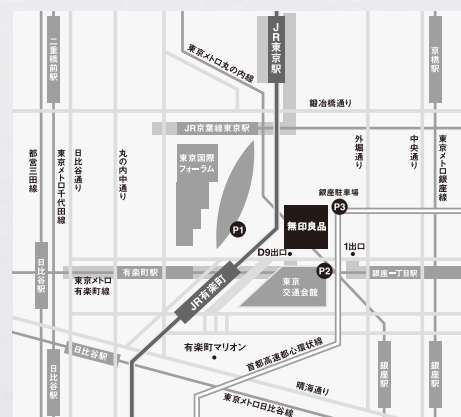 二重橋前駅
東京メトロ丸の内線
JR東京駅
京橋駅
鍛冶橋通り
JR京葉線東京駅
都営三田線
東京メトロ千代田線
日比谷通り
丸の内中通り
東京国際
フォーラム
外堀通り
中央通り
東京メトロ銀座線
銀座駐車場
P3
P1
無印良品
D9出口
1出口
日比谷駅
東京メトロ
有楽町線
有楽町駅
JR有楽町
P2
東京
交通会館
銀座一丁目駅
日比谷駅
日比谷駅
有楽町マリオン
首都高速都心環状線
晴海通り
東京メトロ日比谷線
銀座駅
銀座駅